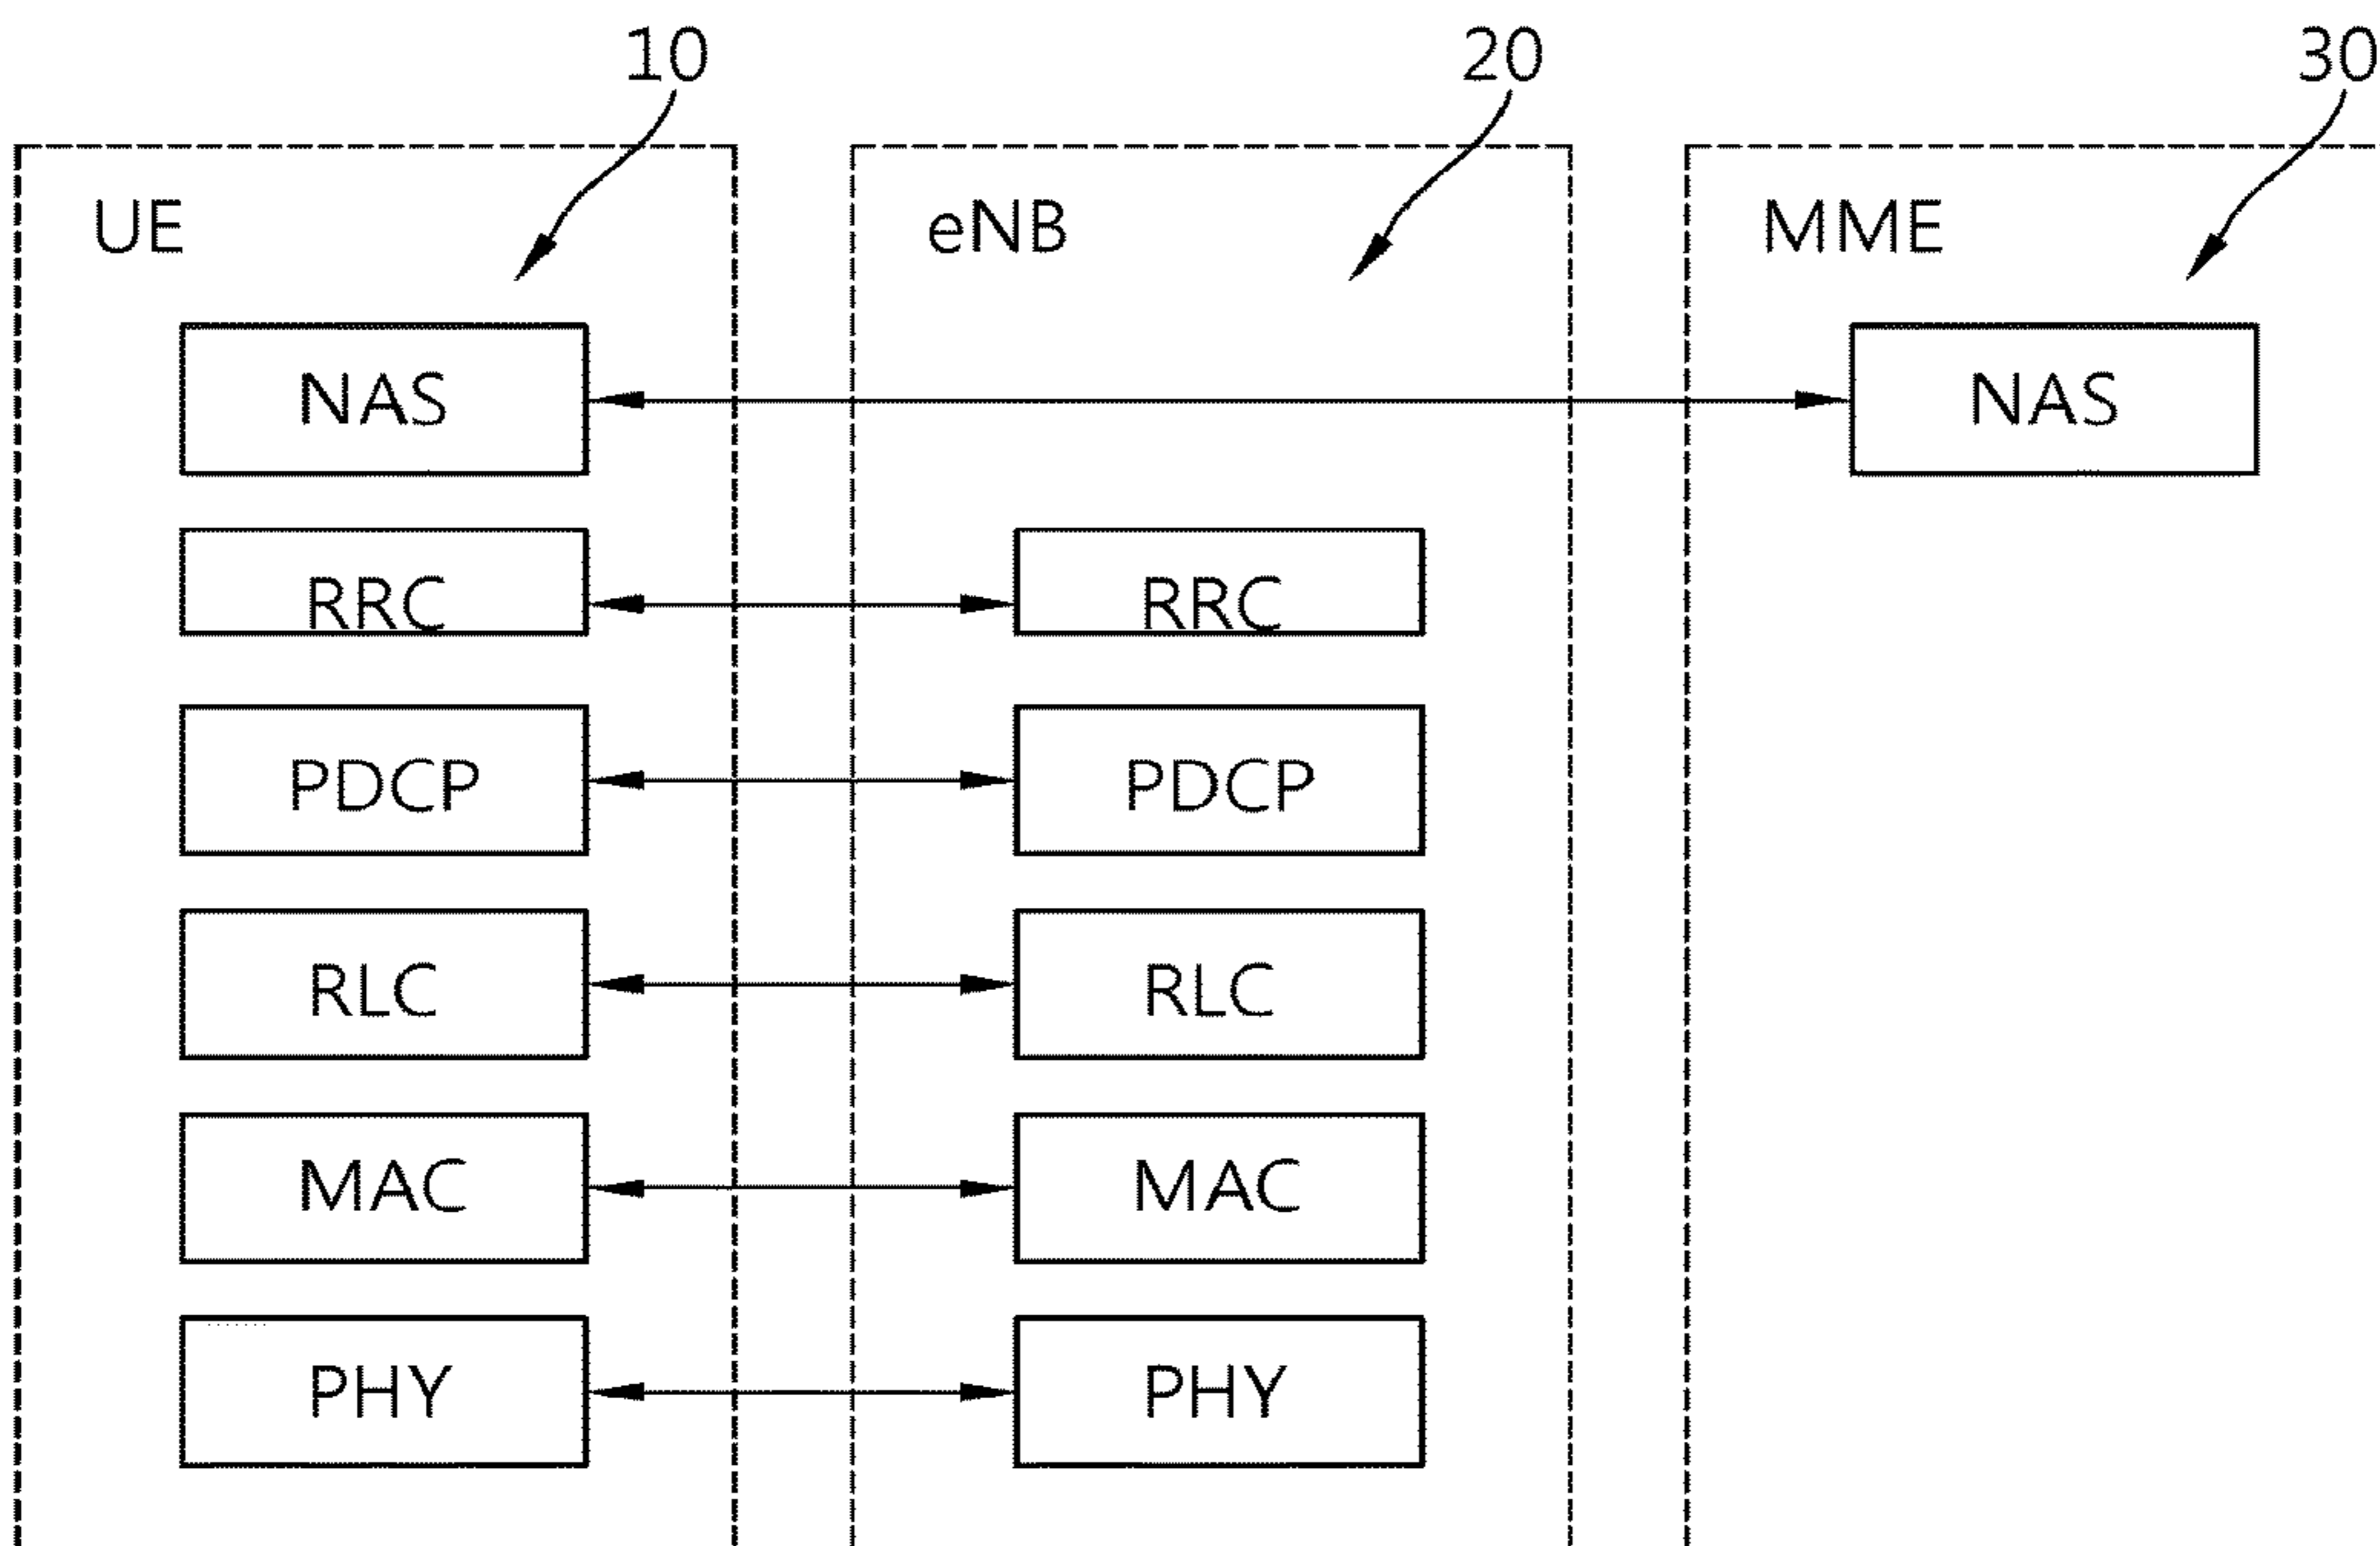 10 20 30
UE eNB MME
NAS NAS
RRC RRC
PDCP PDCP
RLC RLC
MAC MAC
PHY PHY